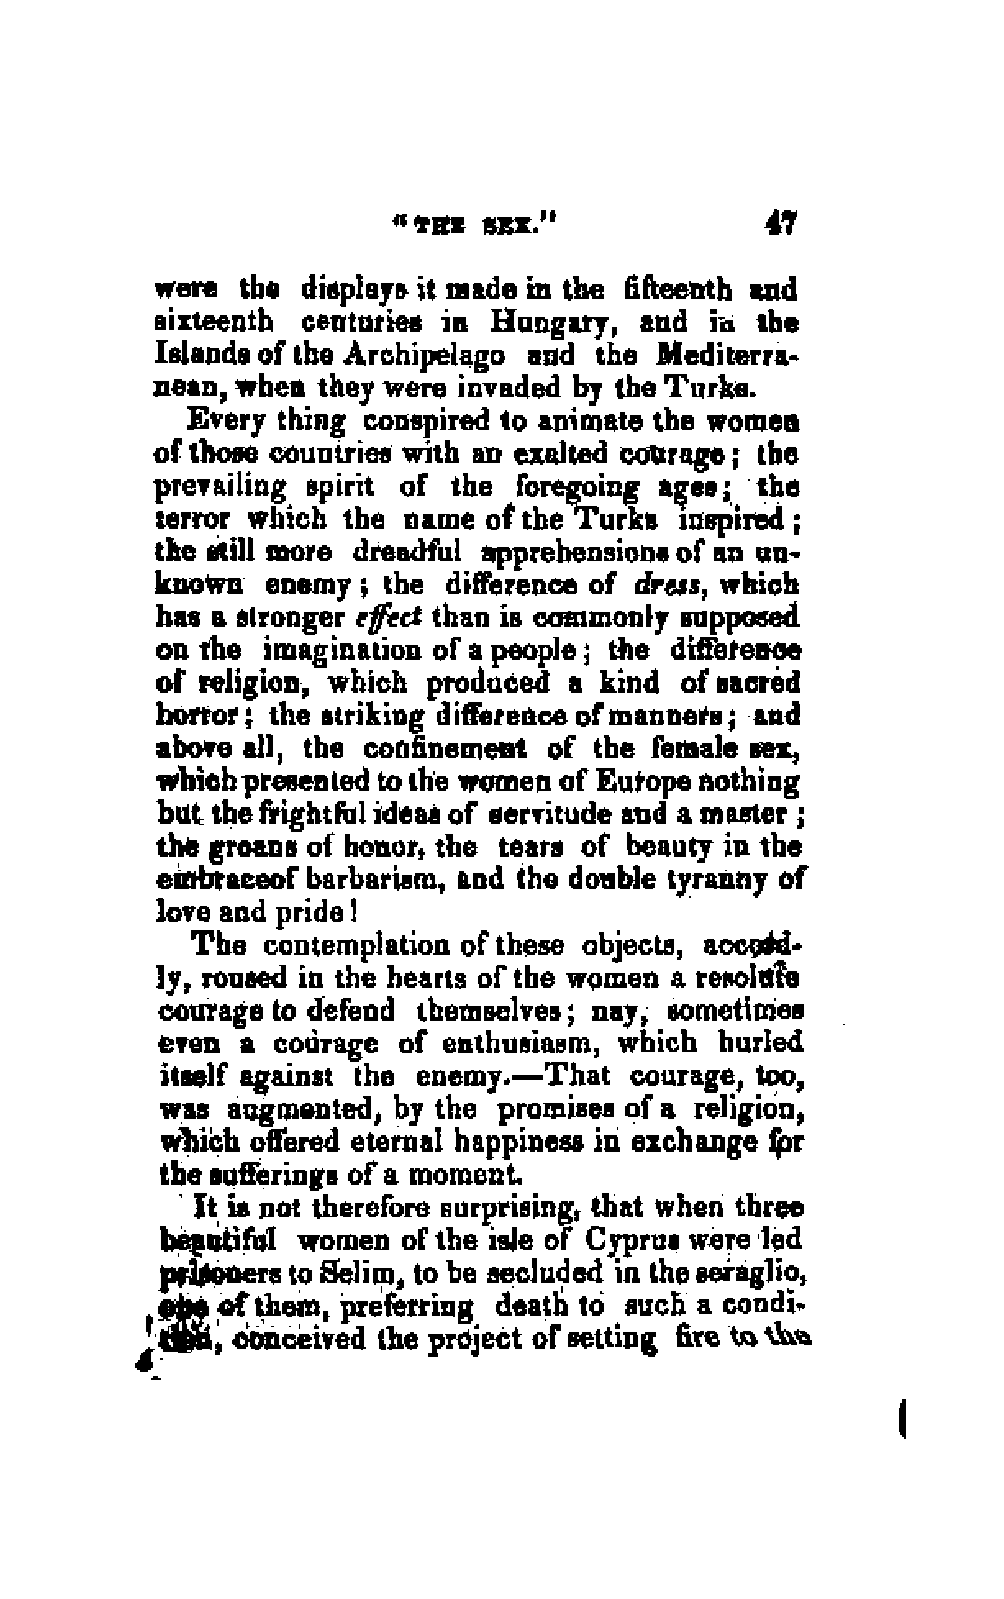 "THE SEX." 47
were the displays it made in the fifteenth and
sixteenth centuries in Hungary, and in the
Islands of the Archipelago and the Mediterra-
nean, when they were invaded by the Turks.
Every thing conspired to animate the women
of those countries with an exalted courage; the
prevailing spirit of the foregoing ages; the
terror which the name of the Turks inspired;
the still more dreadful apprehensions of an un-
known enemy; the difference of dress, which
has a stronger effect than is commonly supposed
on the imagination of a people; the difference
of religion, which produced a kind of sacred
horror; the striking difference of manners; and
above all, the confinement of the female sex,
which presented to the women of Europe nothing
but the frightful ideas of servitude and a master;
the groans of honor, the tears of beauty in the
embraceof barbarism, and the double tyranny of
love and pride!
The contemplation of these objects, accord-
ly, roused in the hearts of the women a resolute
courage to defend themselves; nay, sometimes
even a courage of enthusiasm, which hurled
itself against the enemy.—That courage, too,
was augmented, by the promises of a religion,
which offered eternal happiness in exchange for
the sufferings of a moment.
It is not therefore surprising, that when three
beautiful women of the isle of Cyprus were led
prisoners to Selim, to be secluded in the seraglio,
one of them, preferring death to such a condi-
tion, conceived the project of setting fire to the